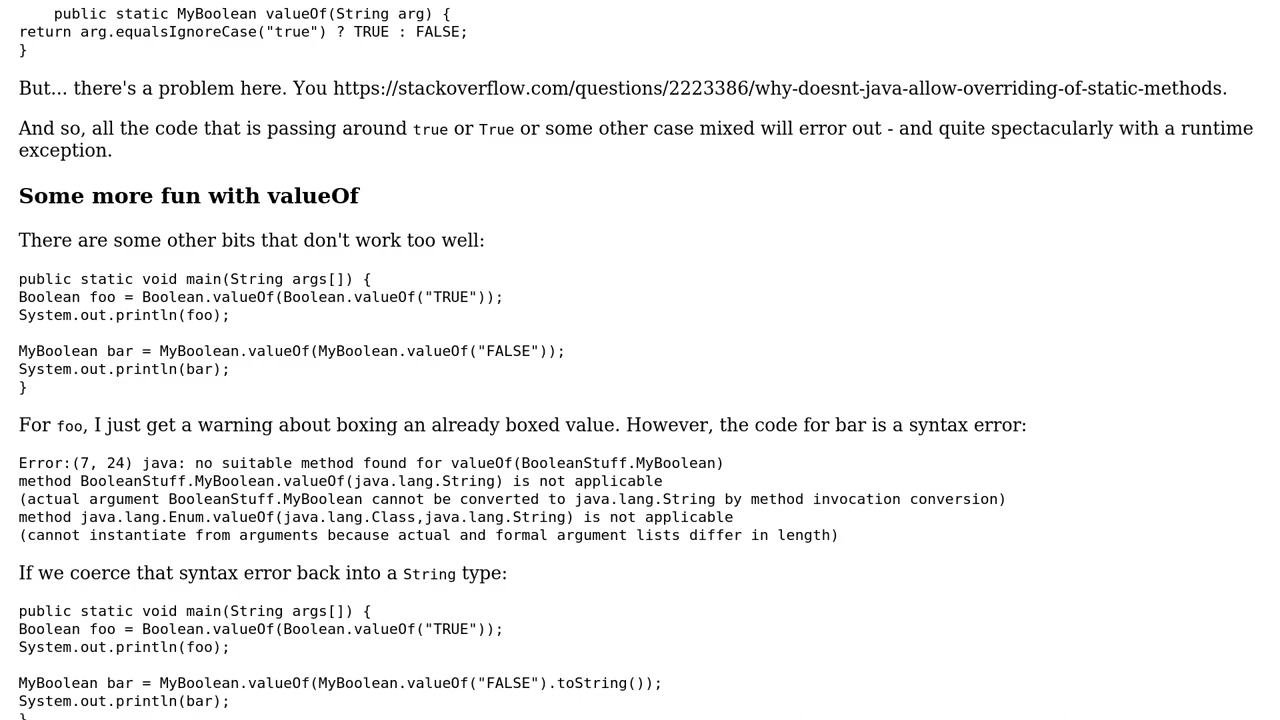 public static MyBoolean valueOf(String arg) {
return arg.equalsIgnoreCase("true") ? TRUE : FALSE;
}
But... there's a problem here. You https://stackoverflow.com/questions/2223386/why-doesnt-java-allow-overriding-of-static-methods.
And so, all the code that is passing around true or True or some other case mixed will error out - and quite spectacularly with a runtime
exception.
Some more fun with valueOf
There are some other bits that don't work too well:
public static void main(String args[]) {
Boolean foo = Boolean.valueOf(Boolean.valueOf("TRUE"));
System.out.println(foo);
MyBoolean bar = MyBoolean.valueOf(MyBoolean.valueOf("FALSE"));
System.out.println(bar);
}
For foo, I just get a warning about boxing an already boxed value. However, the code for bar is a syntax error:
Error:(7, 24) java: no suitable method found for valueOf(BooleanStuff.MyBoolean)
method BooleanStuff.MyBoolean.valueOf(java.lang.String) is not applicable
(actual argument BooleanStuff.MyBoolean cannot be converted to java.lang.String by method invocation conversion)
method java.lang.Enum.valueOf(java.lang.Class,java.lang.String) is not applicable
(cannot instantiate from arguments because actual and formal argument lists differ in length)
If we coerce that syntax error back into a String type:
public static void main(String args[]) {
Boolean foo = Boolean.valueOf(Boolean.valueOf("TRUE"));
System.out.println(foo);
MyBoolean bar = MyBoolean.valueOf(MyBoolean.valueOf("FALSE").toString());
System.out.println(bar);
}